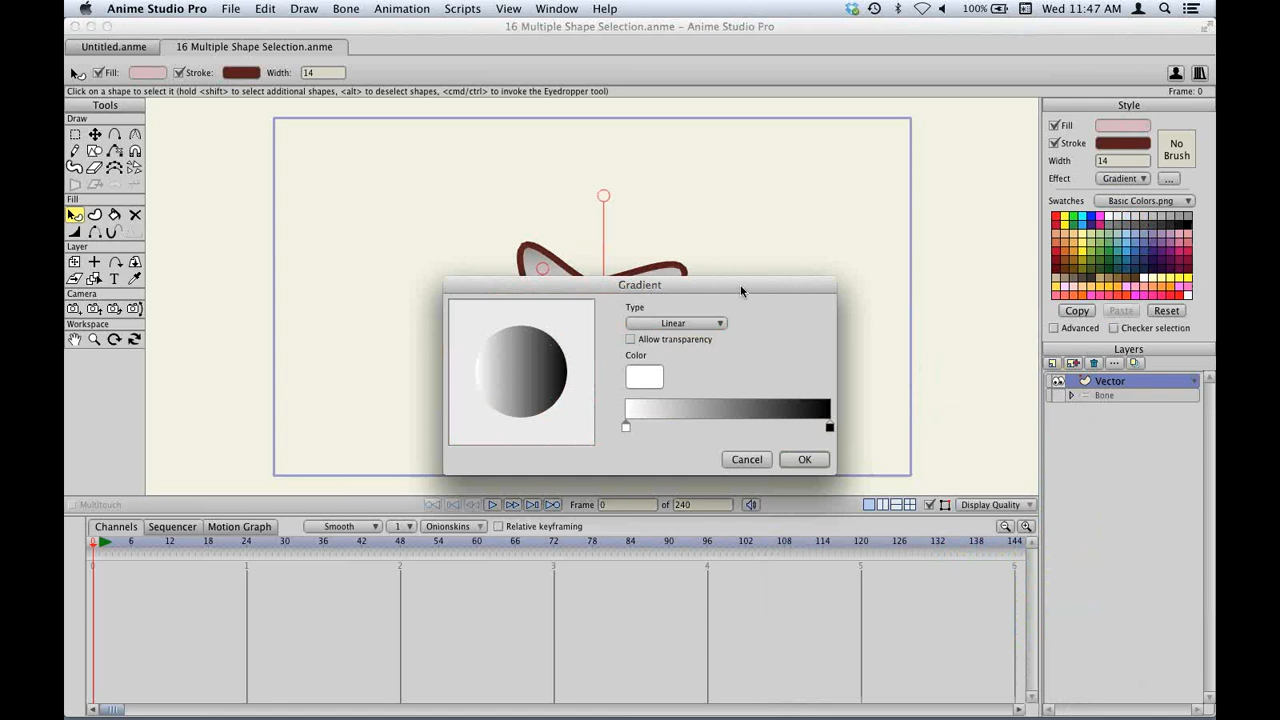 Anime Studio Pro File Edit Draw Bone Animation Scripts View Window Help 100% Wed 11:47 AM
16 Multiple Shape Selection.anme – Anime Studio Pro
Untitled.anme 16 Multiple Shape Selection.anme
Fill: Stroke: Width: 14
Click on a shape to select it (hold <shift> to select additional shapes, <alt> to deselect shapes, <cmd/ctrl> to invoke the Eyedropper tool) Frame: 0
Tools
Draw
Fill
Layer
Camera
Workspace
Style
Fill
Stroke
Width 14
No
Brush
Effect Gradient ...
Swatches Basic Colors.png
Copy Paste Reset
Advanced Checker selection
Layers
Vector
Bone
Gradient
Type
Linear
Allow transparency
Color
Cancel OK
Multitouch Frame 0 of 240 Display Quality
Channels Sequencer Motion Graph Smooth 1 Onionskins Relative keyframing
0 6 12 18 24 30 36 42 48 54 60 66 72 78 84 90 96 102 108 114 120 126 132 138 144
0 1 2 3 4 5 6